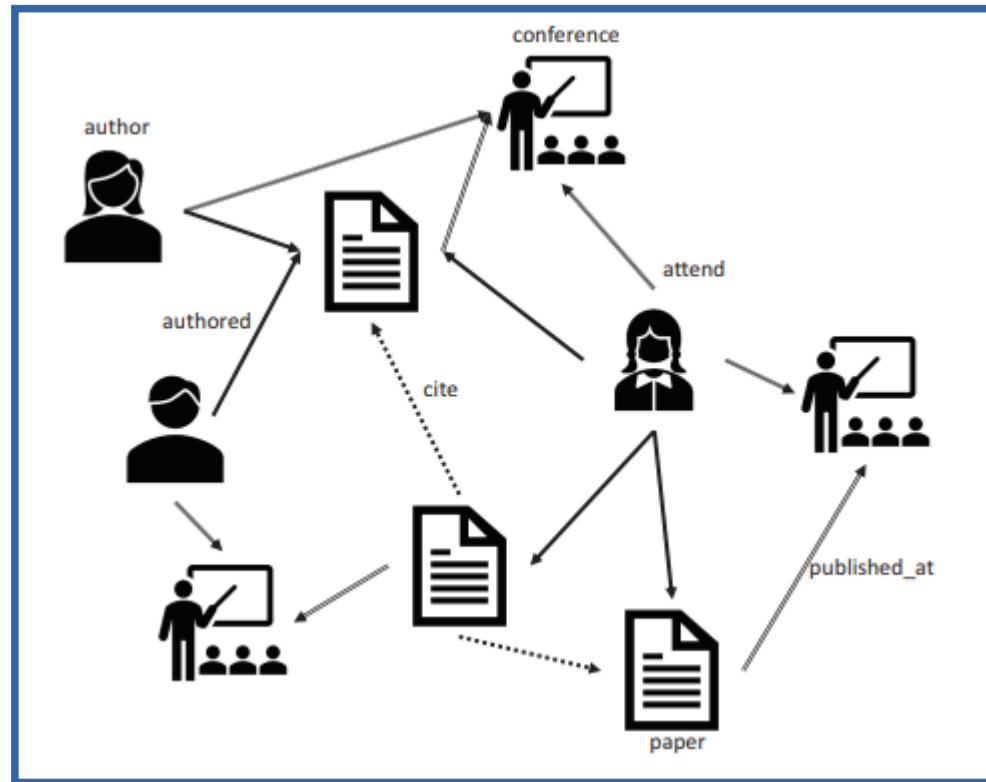 conference
author
attend
authored
cite
published_at
paper